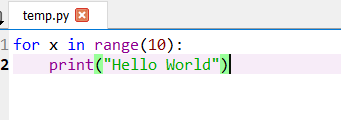 temp.py
1 for x in range(10):
2     print("Hello World")